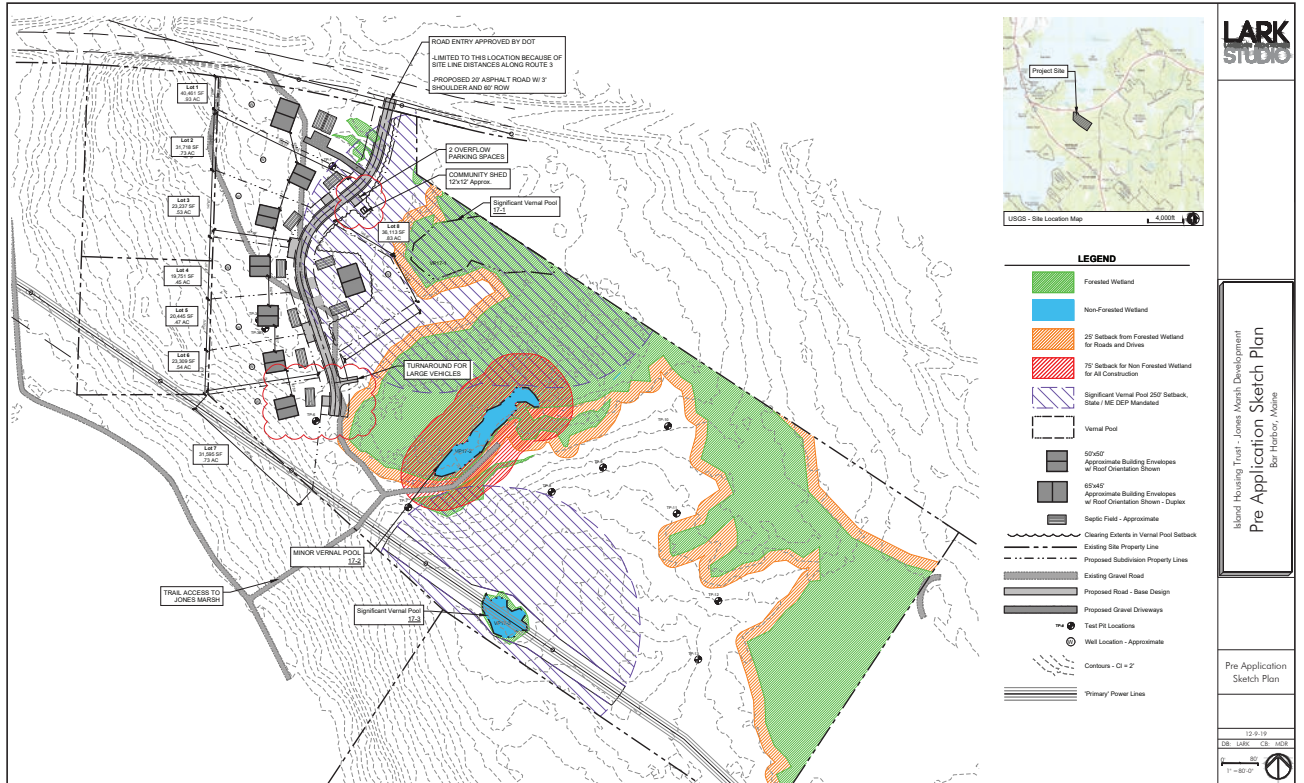 ROAD ENTRY APPROVED BY DOT
-LIMITED TO THIS LOCATION BECAUSE OF
SITE LINE DISTANCES ALONG ROUTE 3
-PROPOSED 20' ASPHALT ROAD W/ 3'
SHOULDER AND 60' ROW
Lot 1
40,461 SF
.93 AC
Lot 2
31,718 SF
.73 AC
2 OVERFLOW
PARKING SPACES
COMMUNITY SHED
12'x12' Approx.
Lot 3
23,237 SF
.53 AC
Significant Vernal Pool
17-1
Lot 8
36,113 SF
.83 AC
VP17-1
Lot 4
19,751 SF
.45 AC
Lot 5
20,445 SF
.47 AC
Lot 6
23,309 SF
.54 AC
TURNAROUND FOR
LARGE VEHICLES
Lot 7
31,595 SF
.73 AC
VP17-2
TP-10
TP-11
TP-12
MINOR VERNAL POOL
17-2
TRAIL ACCESS TO
JONES MARSH
Significant Vernal Pool
17-3
Project Site
USGS - Site Location Map
4,000ft
LEGEND
Forested Wetland
Non-Forested Wetland
25' Setback from Forested Wetland
for Roads and Drives
75' Setback for Non Forested Wetland
for All Construction
Significant Vernal Pool 250' Setback,
State / ME DEP Mandated
Vernal Pool
50'x50'
Approximate Building Envelopes
w/ Roof Orientation Shown
65'x45'
Approximate Building Envelopes
w/ Roof Orientation Shown - Duplex
Septic Field - Approximate
Clearing Extents in Vernal Pool Setback
Existing Site Property Line
Proposed Subdivision Property Lines
Existing Gravel Road
Proposed Road - Base Design
Proposed Gravel Driveways
Test Pit Locations
W
Well Location - Approximate
Contours - CI = 2'
'Primary' Power Lines
LARK
STUDIO
Island Housing Trust - Jones Marsh Development
Pre Application Sketch Plan
Bar Harbor, Maine
Pre Application
Sketch Plan
12-9-19
DB: LARK CB: MDR
0' 80'
1" = 80'-0"